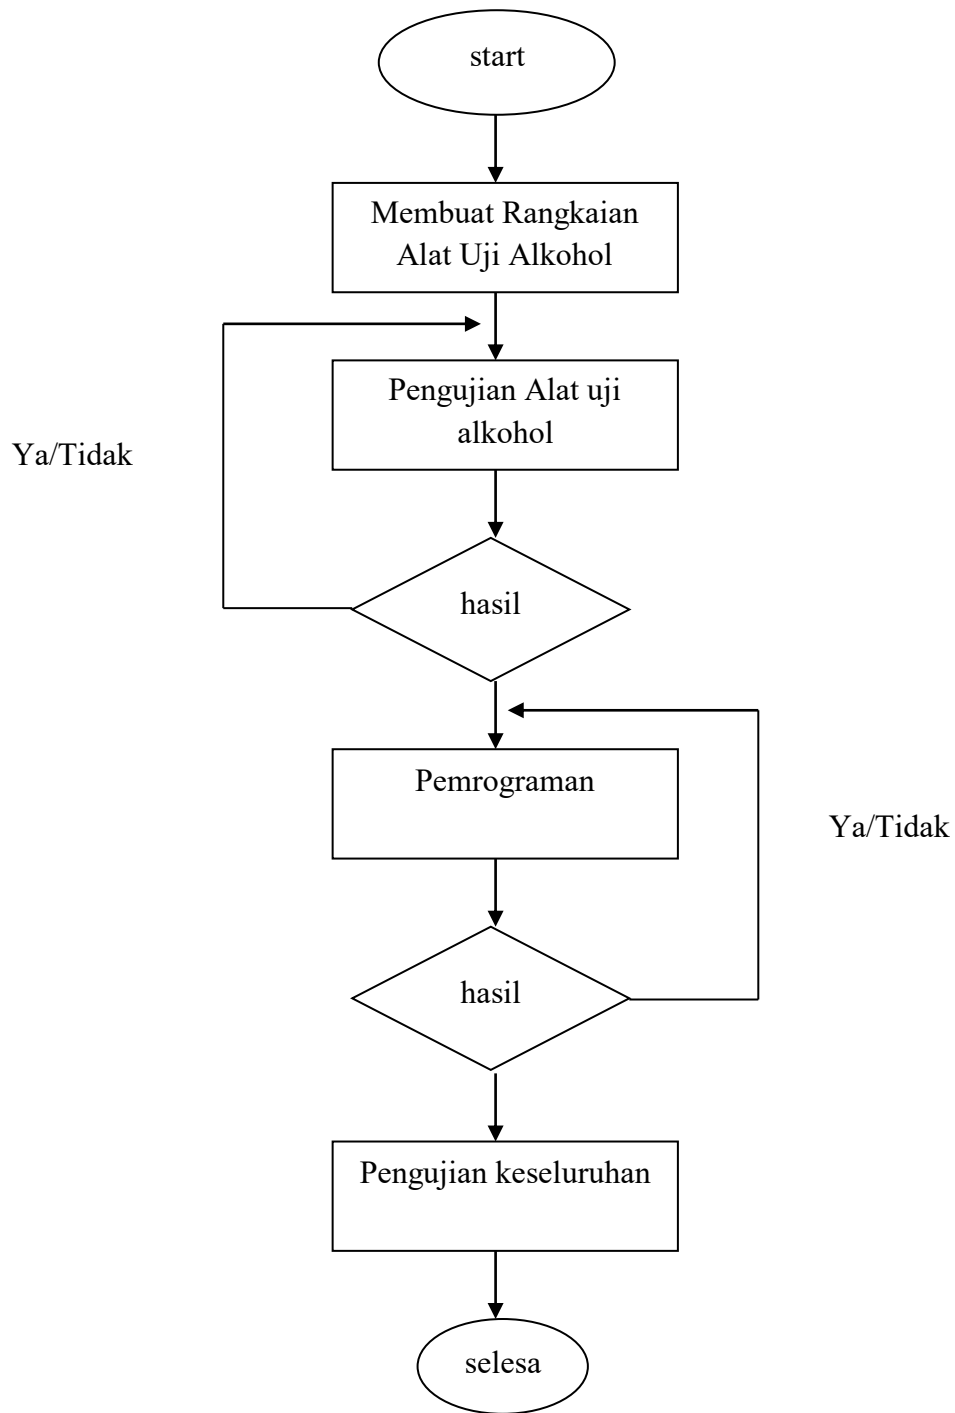 start
Membuat Rangkaian
Alat Uji Alkohol
Pengujian Alat uji
alkohol
Ya/Tidak
hasil
Pemrograman
Ya/Tidak
hasil
Pengujian keseluruhan
selesa